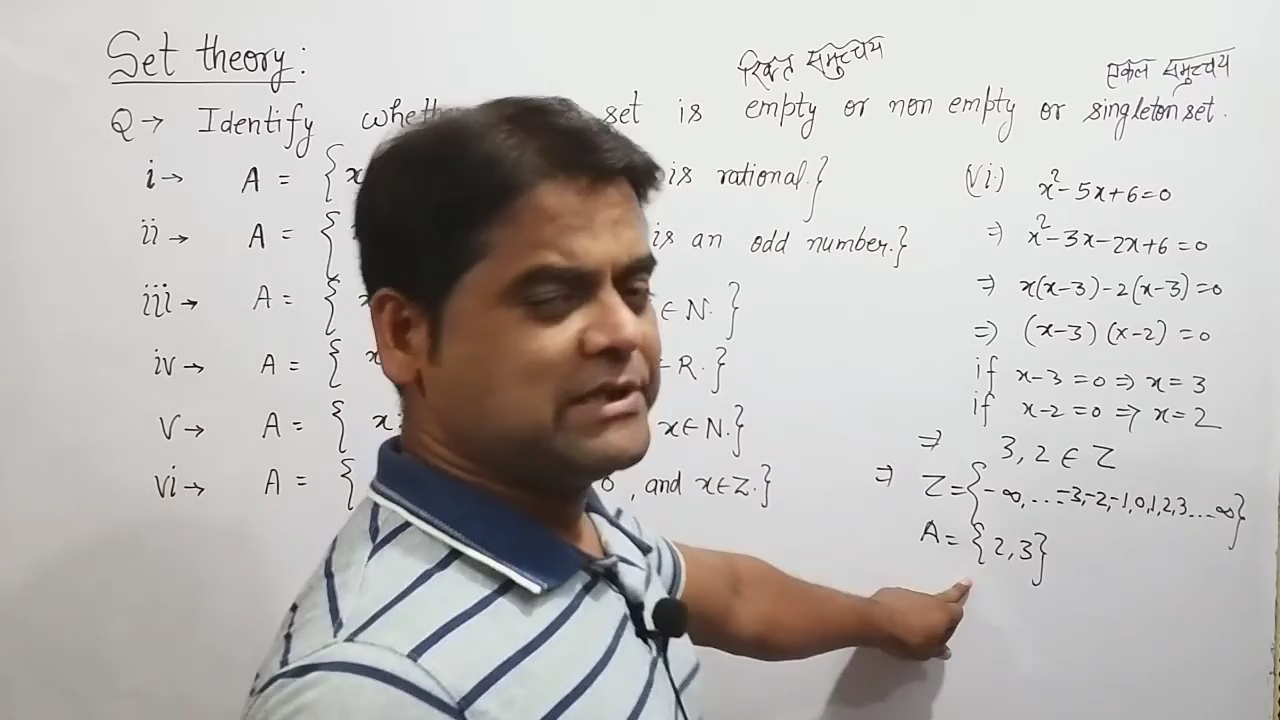 Set theory:
रिक्त समुच्चय
एकल समुच्चय
Q→ Identify set is empty or non empty or singleton set.
i→ A = {x is rational.}
ii→ A = { is an odd number.}
iii→ A = { ∈ N.}
iv→ A = { R.}
v→ A = { x: x∈N.}
vi→ A = { 0, and x∈Z.}
(vi) x²-5x+6=0
⇒ x²-3x-2x+6=0
⇒ x(x-3)-2(x-3)=0
⇒ (x-3)(x-2)=0
if x-3=0⇒x=3
if x-2=0⇒x=2
⇒ 3,2∈Z
⇒ Z={-∞,...-3,-2,-1,0,1,2,3...∞}
A={2,3}